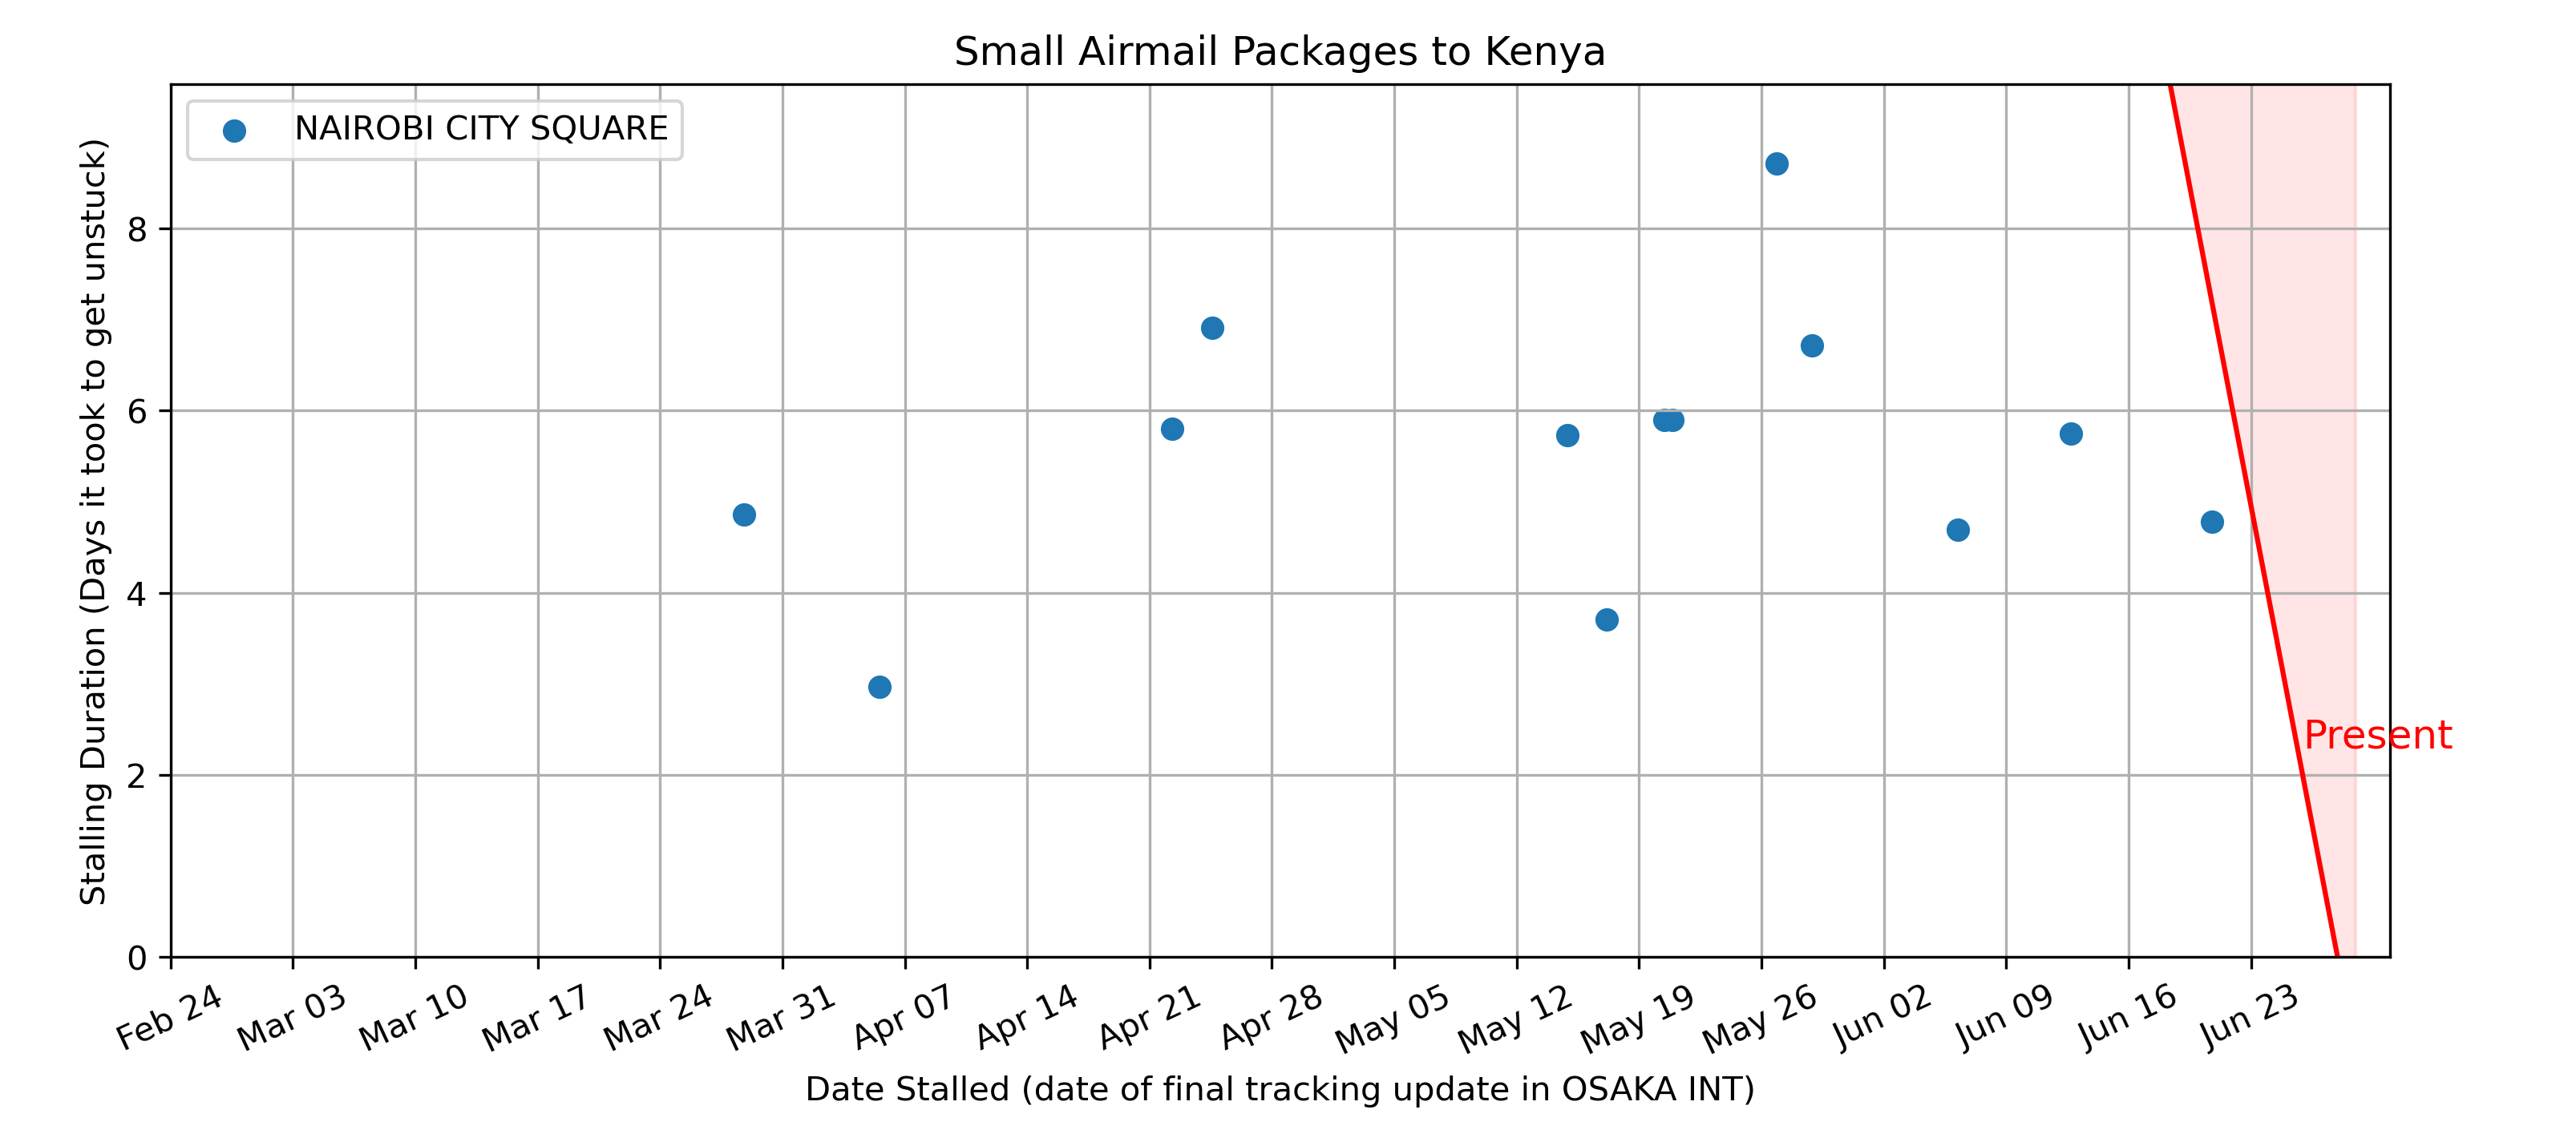 Small Airmail Packages to Kenya
NAIROBI CITY SQUARE
Stalling Duration (Days it took to get unstuck)
8
6
4
2
0
Present
Feb 24 Mar 03 Mar 10 Mar 17 Mar 24 Mar 31 Apr 07 Apr 14 Apr 21 Apr 28 May 05 May 12 May 19 May 26 Jun 02 Jun 09 Jun 16 Jun 23
Date Stalled (date of final tracking update in OSAKA INT)